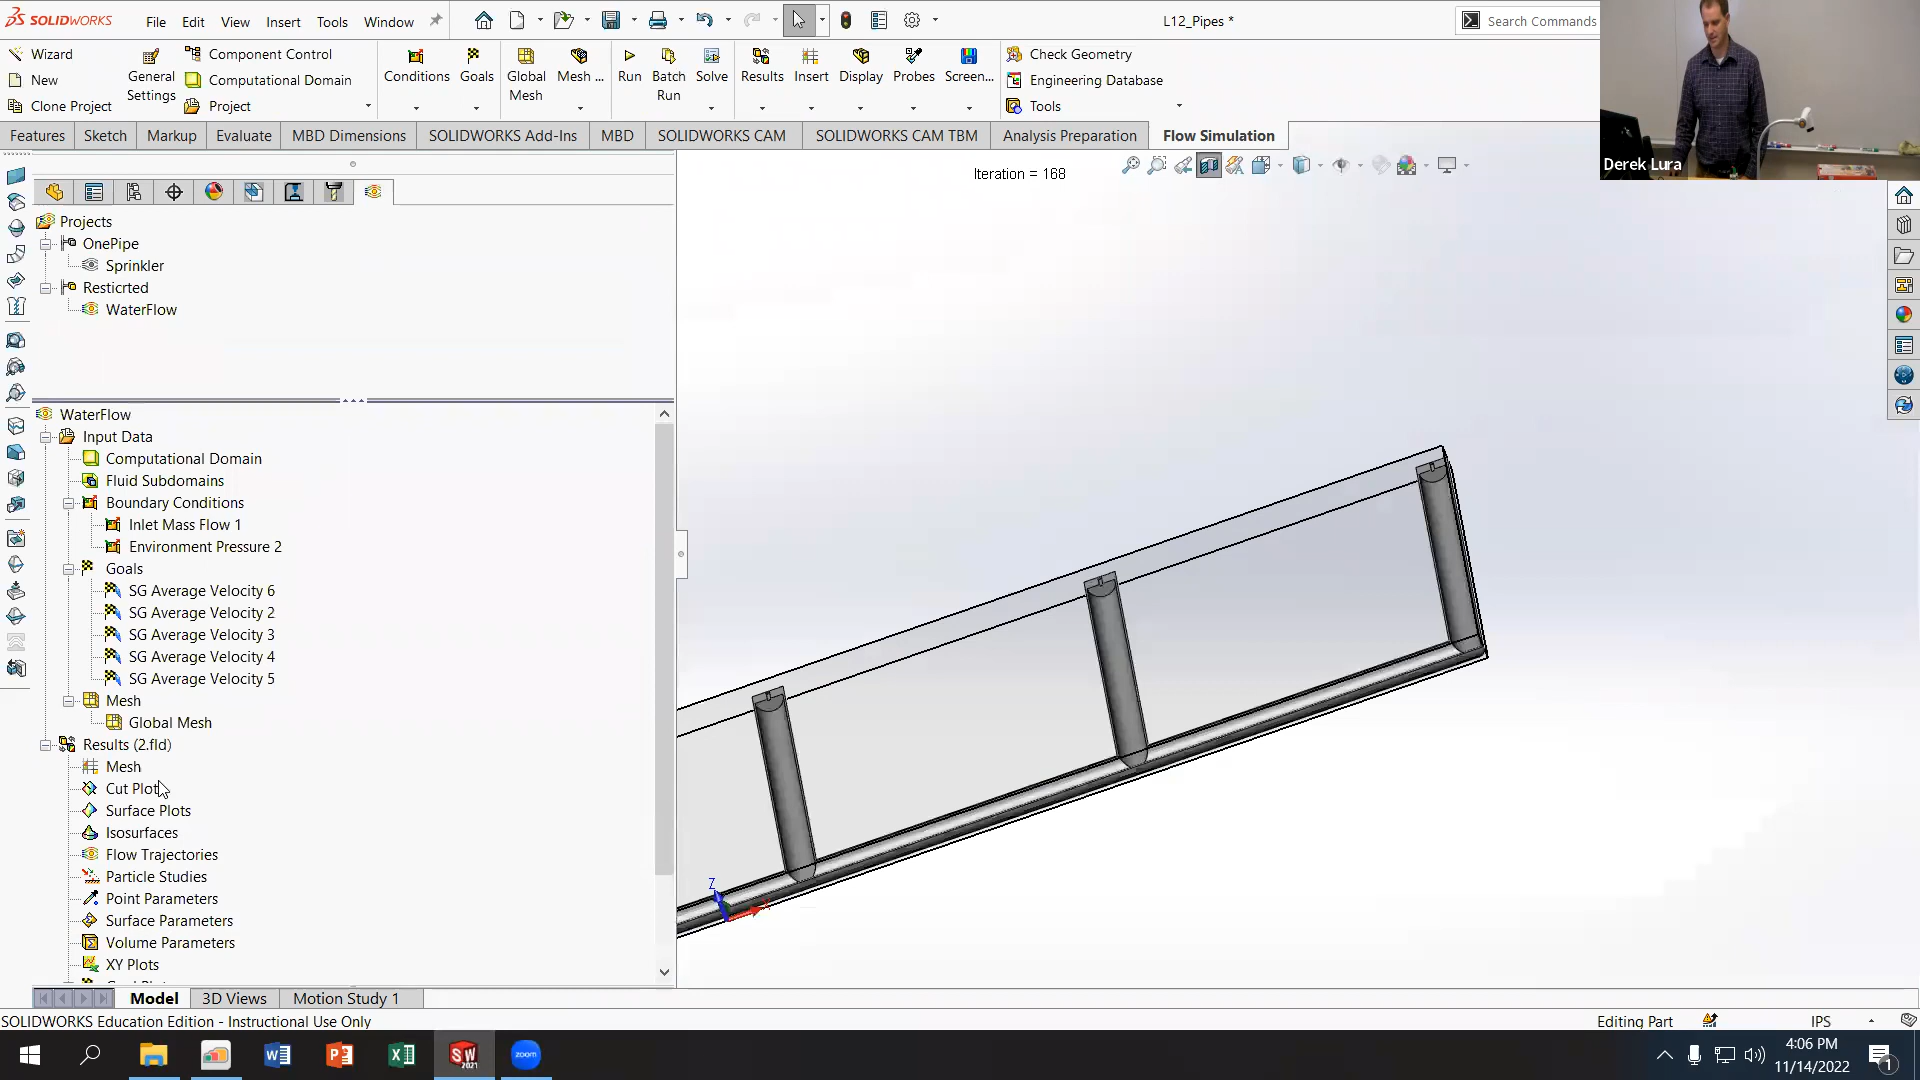 SOLIDWORKS File Edit View Insert Tools Window L12_Pipes * Search Commands
Wizard
New
Clone Project
General Settings
Component Control
Computational Domain
Project
Conditions
Goals
Global Mesh
Mesh ...
Run
Batch Run
Solve
Results
Insert
Display
Probes
Screen...
Check Geometry
Engineering Database
Tools
Features Sketch Markup Evaluate MBD Dimensions SOLIDWORKS Add-Ins MBD SOLIDWORKS CAM SOLIDWORKS CAM TBM Analysis Preparation Flow Simulation
Derek Lura
Iteration = 168
Projects
OnePipe
Sprinkler
Resticrted
WaterFlow
WaterFlow
Input Data
Computational Domain
Fluid Subdomains
Boundary Conditions
Inlet Mass Flow 1
Environment Pressure 2
Goals
SG Average Velocity 6
SG Average Velocity 2
SG Average Velocity 3
SG Average Velocity 4
SG Average Velocity 5
Mesh
Global Mesh
Results (2.fld)
Mesh
Cut Plot
Surface Plots
Isosurfaces
Flow Trajectories
Particle Studies
Point Parameters
Surface Parameters
Volume Parameters
XY Plots
Z
Model 3D Views Motion Study 1
SOLIDWORKS Education Edition - Instructional Use Only Editing Part IPS
SW 2021
zoom
4:06 PM
11/14/2022
1